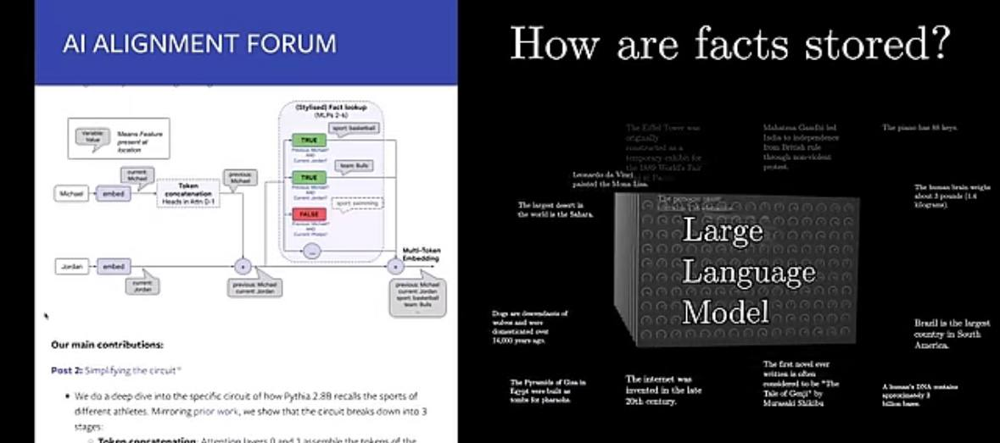 AI ALIGNMENT FORUM
(Stylised) Fact lookup
(MLPs 2-6)
Variable:
Value
Means Feature
present at
location
sport: basketball
TRUE
Previous: Michael?
AND
Current: Jordan?
team: Bulls
TRUE
Previous: Michael?
AND
Current: Jordan?
sport: swimming
FALSE
Previous: Michael?
AND
Current: Phelps?
...
current:
Michael
previous:
Michael
Michael
embed
Token
concatenation
Heads in Attn 0-1
Multi-Token
Embedding
Jordan
embed
+
+
current:
Jordan
previous: Michael
current: Jordan
previous: Michael
current: Jordan
sport: basketball
team: Bulls
...
Our main contributions:
Post 2: Simplifying the circuit
We do a deep dive into the specific circuit of how Pythia 2.8B recalls the sports of
different athletes. Mirroring prior work, we show that the circuit breaks down into 3
stages:
Token concatenation: Attention layers 0 and 1 assemble the tokens of the
How are facts stored?
The Eiffel Tower was
originally
constructed as a
temporary exhibit for
the 1889 World's Fair
Mahatma Gandhi led
India to independence
from British rule
through non-violent
protest.
The piano has 88 keys.
Leonardo da Vinci
painted the Mona Lisa.
The human brain weighs
about 3 pounds (1.4
kilograms).
The largest desert in
the world is the Sahara.
Large
Language
Model
Dogs are descendants of
wolves and were
domesticated over
14,000 years ago.
Brazil is the largest
country in South
America.
The Pyramids of Giza in
Egypt were built as
tombs for pharaohs.
The internet was
invented in the late
20th century.
The first novel ever
written is often
considered to be "The
Tale of Genji" by
Murasaki Shikibu
A human's DNA contains
approximately 3
billion bases.